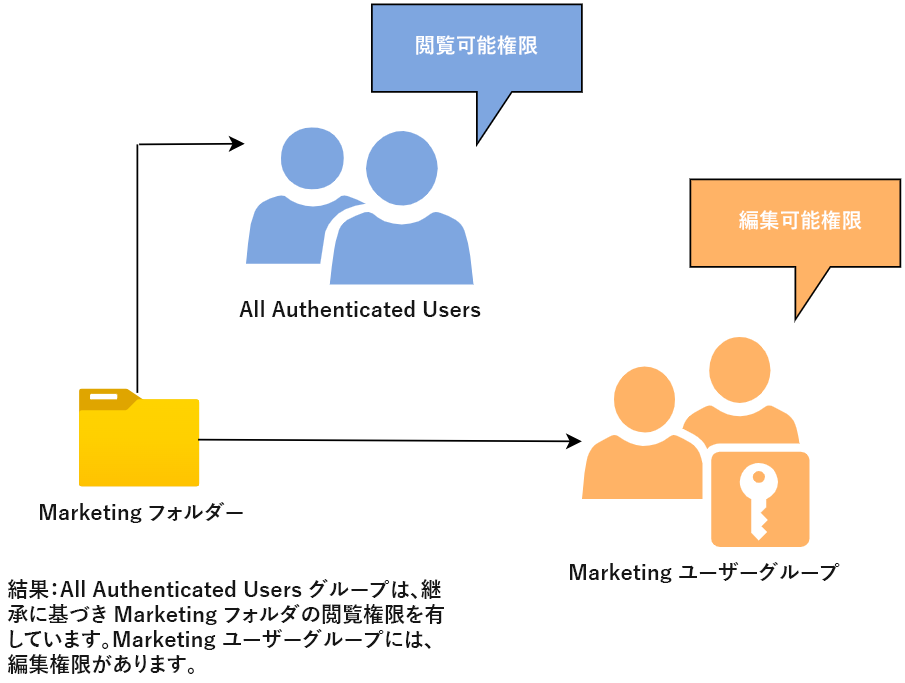 閲覧可能権限
編集可能権限
All Authenticated Users
Marketing フォルダー
Marketing ユーザーグループ
結果：All Authenticated Users グループは、継
承に基づき Marketing フォルダの閲覧権限を有
しています。Marketing ユーザーグループには、
編集権限があります。